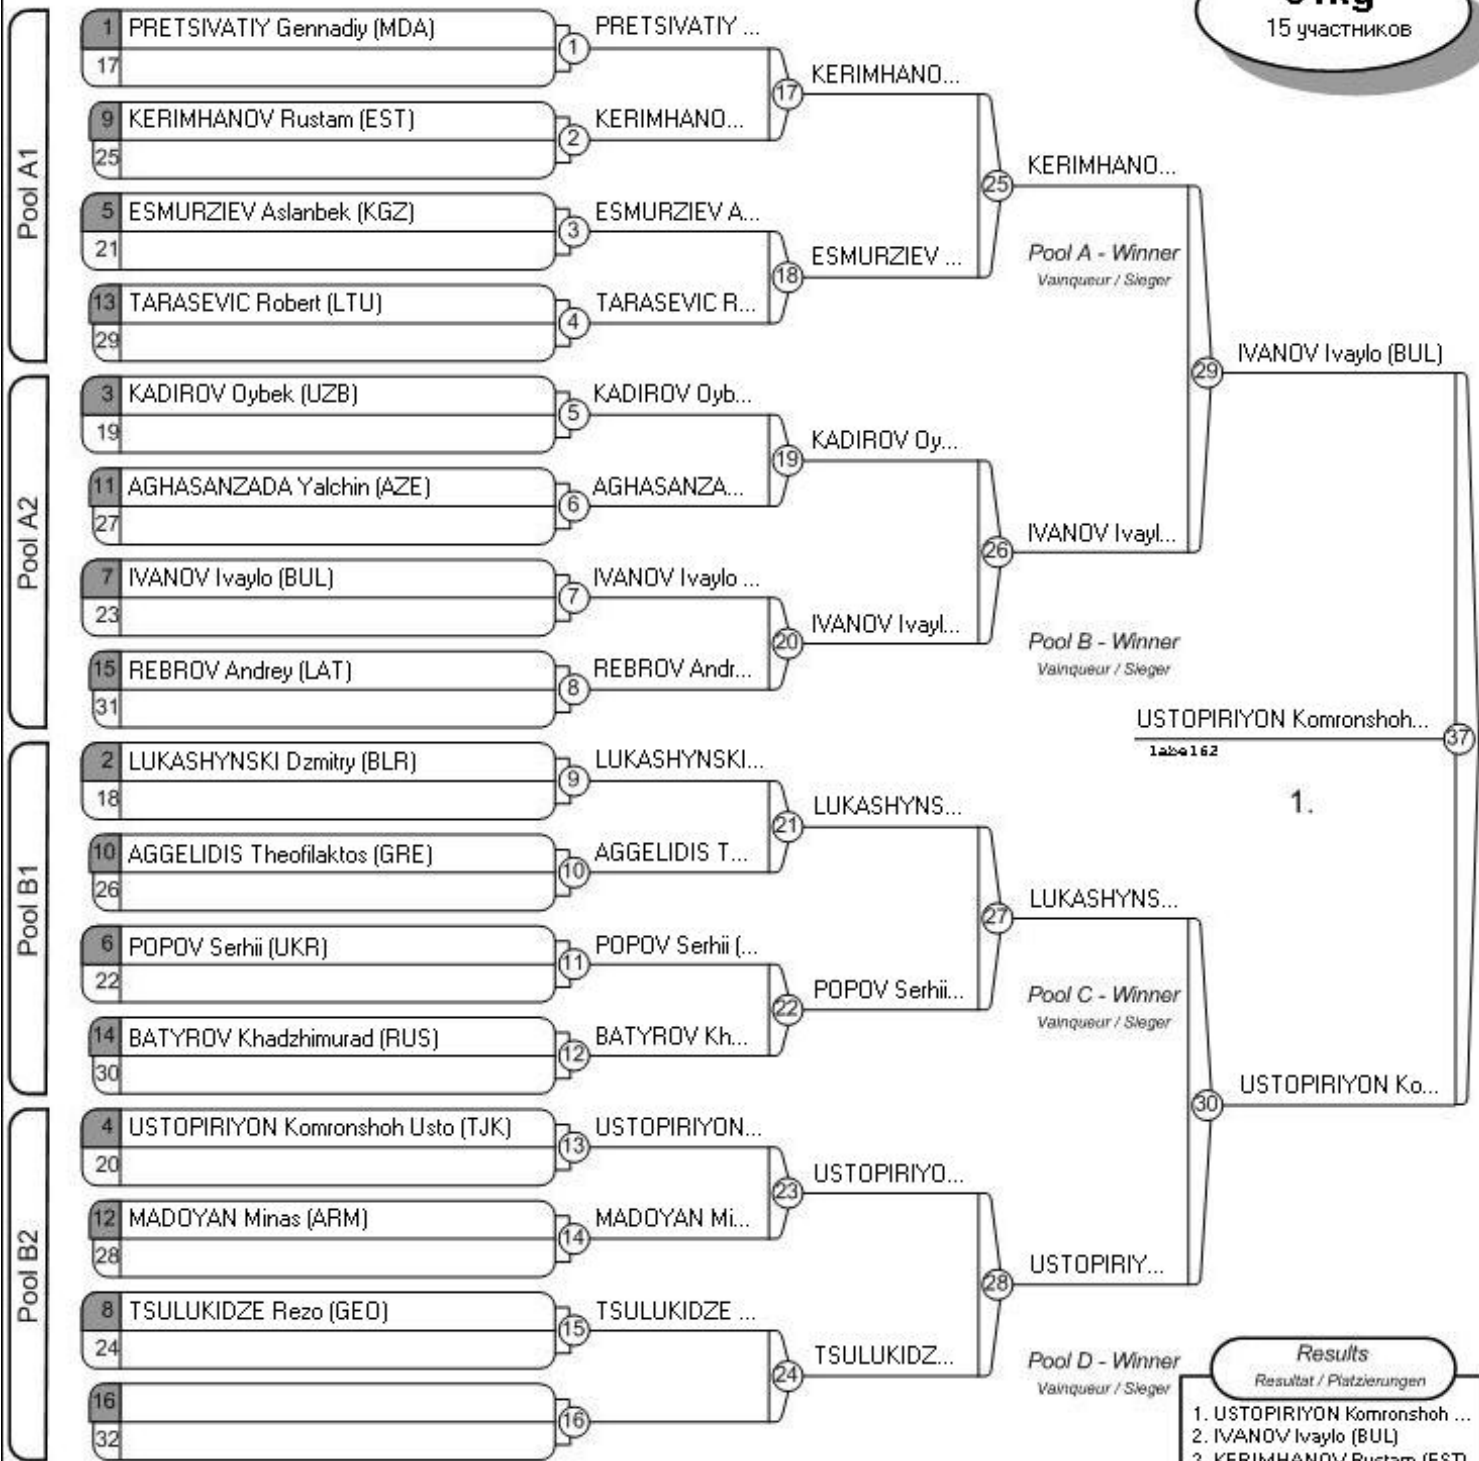 15 участников
Pool A1
1 PRETSIVATIY Gennadiy (MDA)
17
1
PRETSIVATIY ...
9 KERIMHANOV Rustam (EST)
25
2
KERIMHANO...
17
KERIMHANO...
5 ESMURZIEV Aslanbek (KGZ)
21
3
ESMURZIEV A...
13 TARASEVIC Robert (LTU)
29
4
TARASEVIC R...
18
ESMURZIEV ...
25
KERIMHANO...
Pool A - Winner
Vainqueur / Sieger
Pool A2
3 KADIROV Oybek (UZB)
19
5
KADIROV Oyb...
11 AGHASANZADA Yalchin (AZE)
27
6
AGHASANZA...
19
KADIROV Oy...
7 IVANOV Ivaylo (BUL)
23
7
IVANOV Ivaylo ...
15 REBROV Andrey (LAT)
31
8
REBROV Andr...
20
IVANOV Ivayl...
26
IVANOV Ivayl...
29
IVANOV Ivaylo (BUL)
Pool B - Winner
Vainqueur / Sieger
USTOPIRIYON Komronshoh...
37
label62
1.
Pool B1
2 LUKASHYNSKI Dzmitry (BLR)
18
9
LUKASHYNSKI...
10 AGGELIDIS Theofilaktos (GRE)
26
10
AGGELIDIS T...
21
LUKASHYNS...
6 POPOV Serhii (UKR)
22
11
POPOV Serhii (...
14 BATYROV Khadzhimurad (RUS)
30
12
BATYROV Kh...
22
POPOV Serhii...
27
LUKASHYNS...
Pool C - Winner
Vainqueur / Sieger
Pool B2
4 USTOPIRIYON Komronshoh Usto (TJK)
20
13
USTOPIRIYON...
12 MADOYAN Minas (ARM)
28
14
MADOYAN Mi...
23
USTOPIRIYO...
8 TSULUKIDZE Rezo (GEO)
24
15
TSULUKIDZE ...
16
32
16
24
TSULUKIDZ...
28
USTOPIRIY...
30
USTOPIRIYON Ko...
Pool D - Winner
Vainqueur / Sieger
Results
Resultat / Platzierungen
1. USTOPIRIYON Komronshoh ...
2. IVANOV Ivaylo (BUL)
KERIMHANOV Rustam (EST)